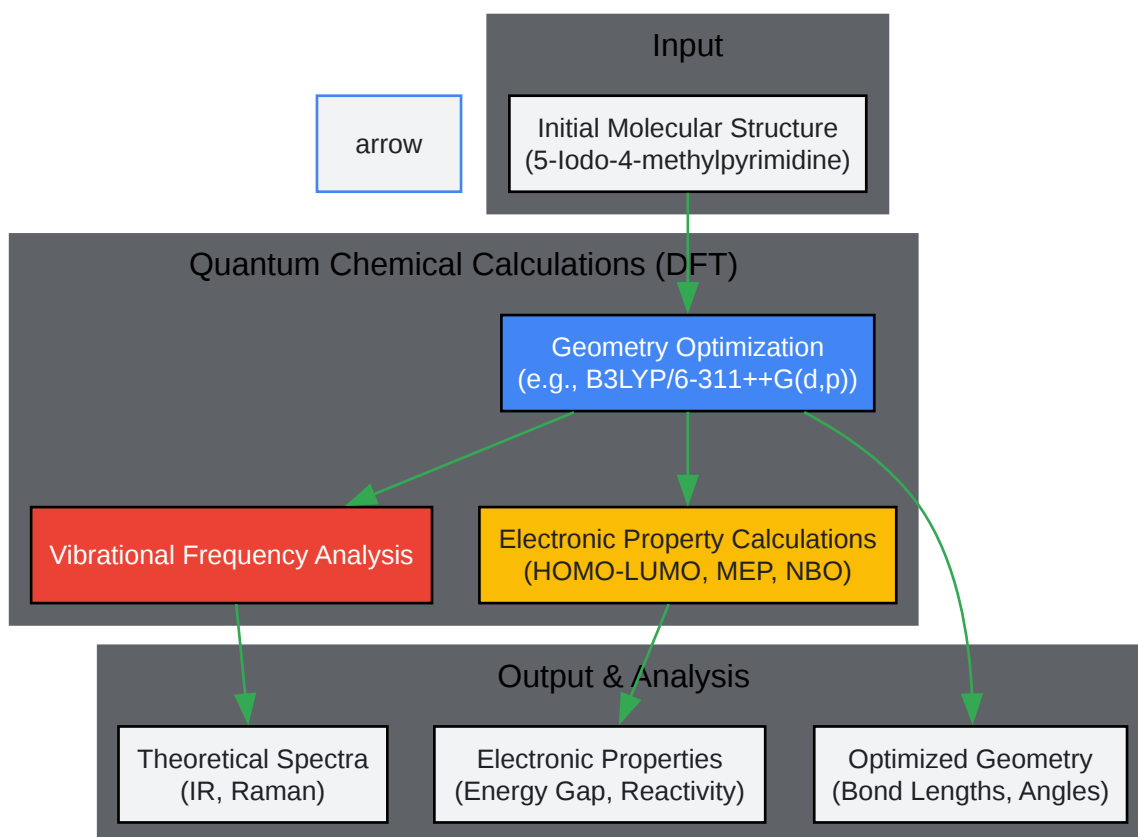 Input
arrow
Initial Molecular Structure
(5-Iodo-4-methylpyrimidine)
Quantum Chemical Calculations (DFT)
Geometry Optimization
(e.g., B3LYP/6-311++G(d,p))
Vibrational Frequency Analysis
Electronic Property Calculations
(HOMO-LUMO, MEP, NBO)
Output & Analysis
Theoretical Spectra
(IR, Raman)
Electronic Properties
(Energy Gap, Reactivity)
Optimized Geometry
(Bond Lengths, Angles)